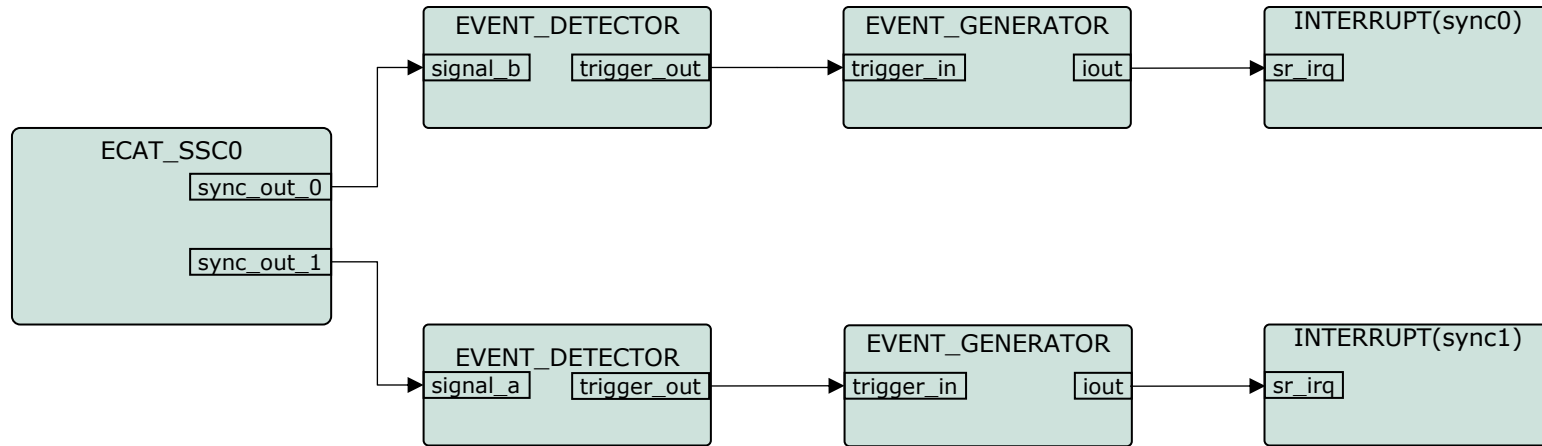 EVENT_DETECTOR
signal_b
trigger_out
EVENT_GENERATOR
trigger_in
iout
INTERRUPT(sync0)
sr_irq
ECAT_SSC0
sync_out_0
sync_out_1
EVENT_DETECTOR
signal_a
trigger_out
EVENT_GENERATOR
trigger_in
iout
INTERRUPT(sync1)
sr_irq